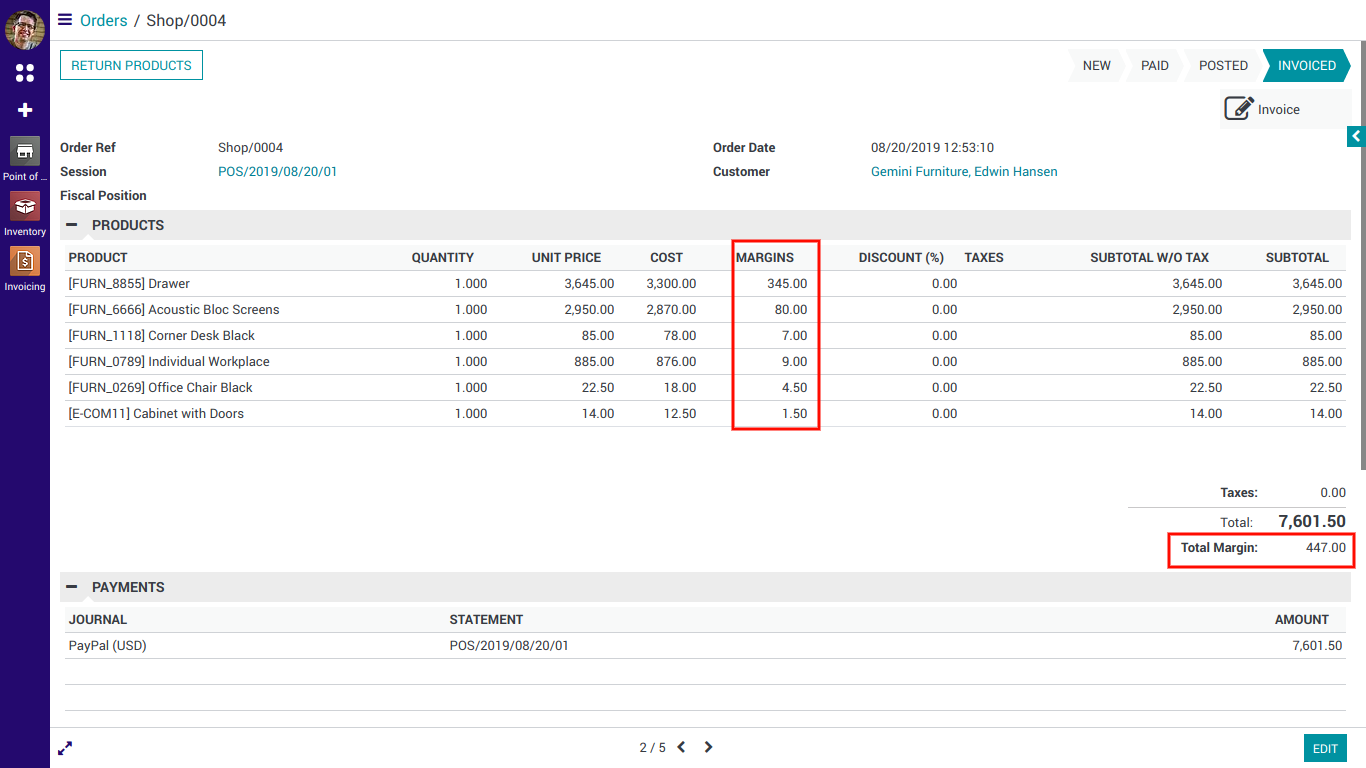 Orders / Shop/0004
RETURN PRODUCTS
NEW PAID POSTED INVOICED
Invoice
Point of ...
Inventory
Invoicing
Order Ref Shop/0004 Order Date 08/20/2019 12:53:10
Session POS/2019/08/20/01 Customer Gemini Furniture, Edwin Hansen
Fiscal Position
PRODUCTS
PRODUCT QUANTITY UNIT PRICE COST MARGINS DISCOUNT (%) TAXES SUBTOTAL W/O TAX SUBTOTAL
[FURN_8855] Drawer 1.000 3,645.00 3,300.00 345.00 0.00 3,645.00 3,645.00
[FURN_6666] Acoustic Bloc Screens 1.000 2,950.00 2,870.00 80.00 0.00 2,950.00 2,950.00
[FURN_1118] Corner Desk Black 1.000 85.00 78.00 7.00 0.00 85.00 85.00
[FURN_0789] Individual Workplace 1.000 885.00 876.00 9.00 0.00 885.00 885.00
[FURN_0269] Office Chair Black 1.000 22.50 18.00 4.50 0.00 22.50 22.50
[E-COM11] Cabinet with Doors 1.000 14.00 12.50 1.50 0.00 14.00 14.00
Taxes: 0.00
Total: 7,601.50
Total Margin: 447.00
PAYMENTS
JOURNAL STATEMENT AMOUNT
PayPal (USD) POS/2019/08/20/01 7,601.50
2 / 5
EDIT